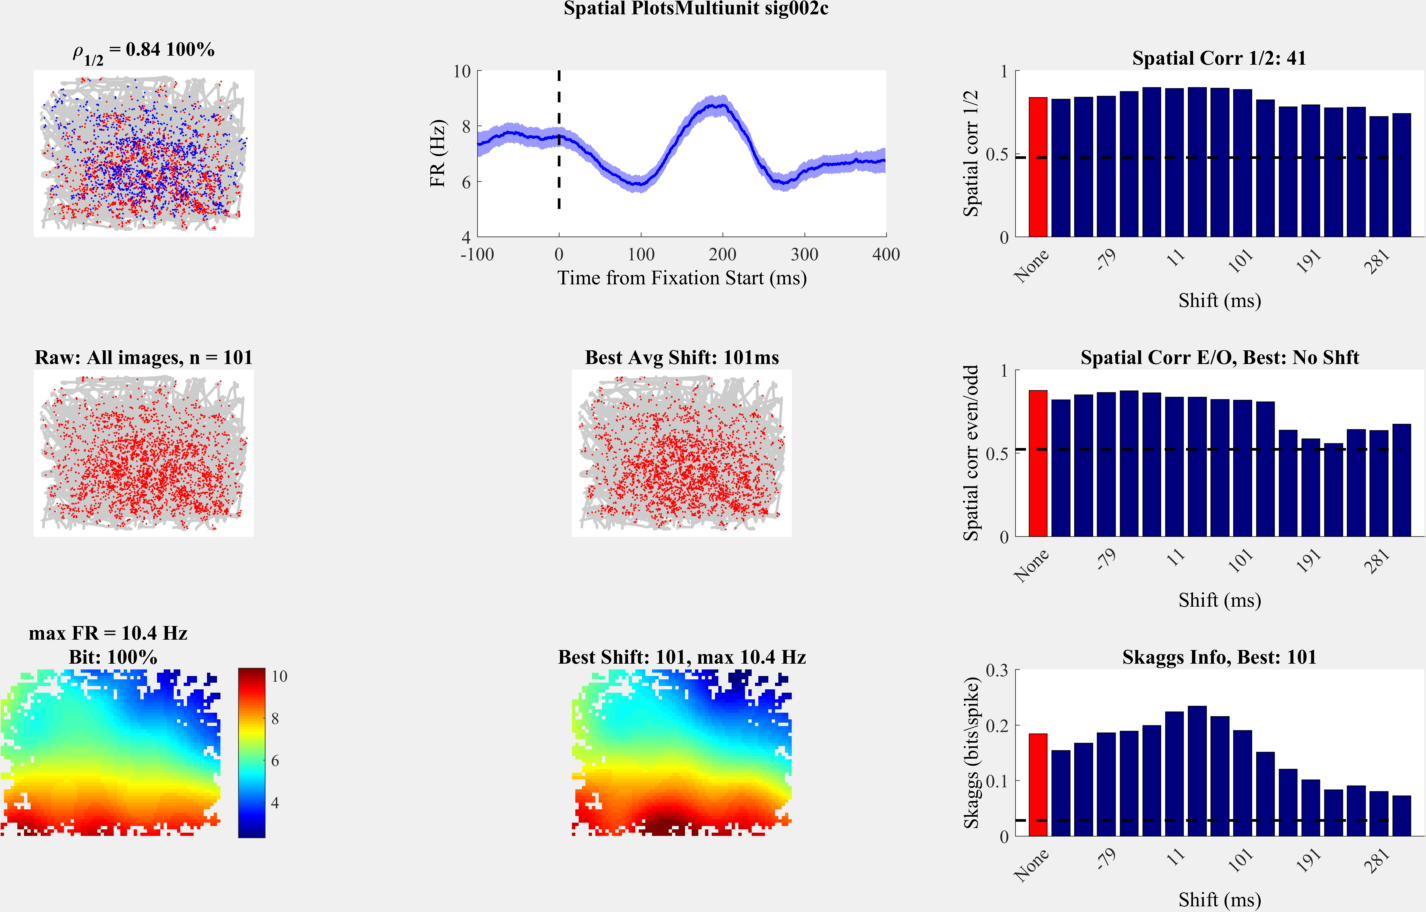 Spatial PlotsMultiunit sig002c
ρ1/2 = 0.84 100%
10
8
6
4
FR (Hz)
-100
0
100
200
300
400
Time from Fixation Start (ms)
Spatial Corr 1/2: 41
1
0.5
0
Spatial corr 1/2
None
-79
11
101
191
281
Shift (ms)
Raw: All images, n = 101
Best Avg Shift: 101ms
Spatial Corr E/O, Best: No Shft
1
0.5
0
Spatial corr even/odd
None
-79
11
101
191
281
Shift (ms)
max FR = 10.4 Hz
Bit: 100%
10
8
6
4
Best Shift: 101, max 10.4 Hz
Skaggs Info, Best: 101
0.3
0.2
0.1
0
Skaggs (bits\spike)
None
-79
11
101
191
281
Shift (ms)